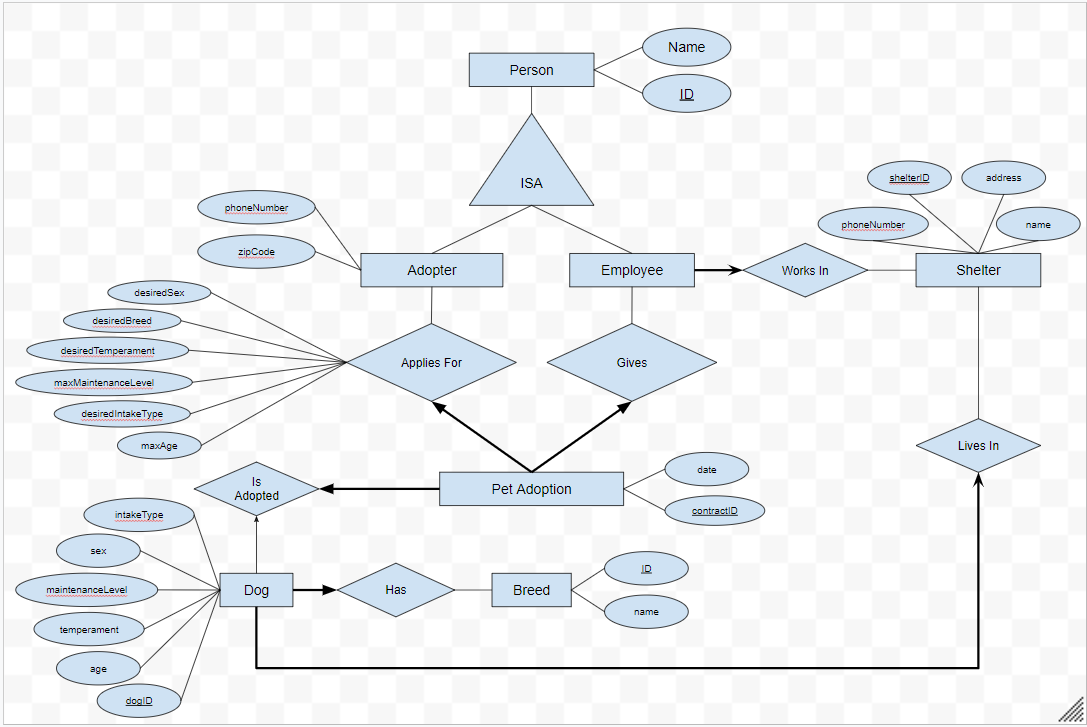 Name
Person
ID
ISA
shelterID
address
phoneNumber
phoneNumber
name
zipCode
Adopter
Employee
Works In
Shelter
desiredSex
desiredBreed
desiredTemperament
Applies For
Gives
maxMaintenanceLevel
desiredIntakeType
maxAge
Lives In
date
Is
Adopted
Pet Adoption
contractID
intakeType
sex
ID
maintenanceLevel
Dog
Has
Breed
name
temperament
age
dogID